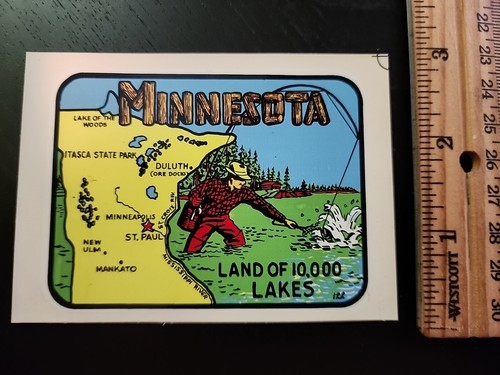 MINNESOTA
LAKE OF THE
WOODS
ITASCA STATE PARK
DULUTH
(ORE DOCK)
ST. CROIX RIV.
MINNEAPOLIS
ST. PAUL
NEW
ULM
MANKATO
MISSISSIPPI RIVER
LAND OF 10,000
LAKES
3
2
1
WESTCOTT
22
23
24
25
26
27
28
29
30